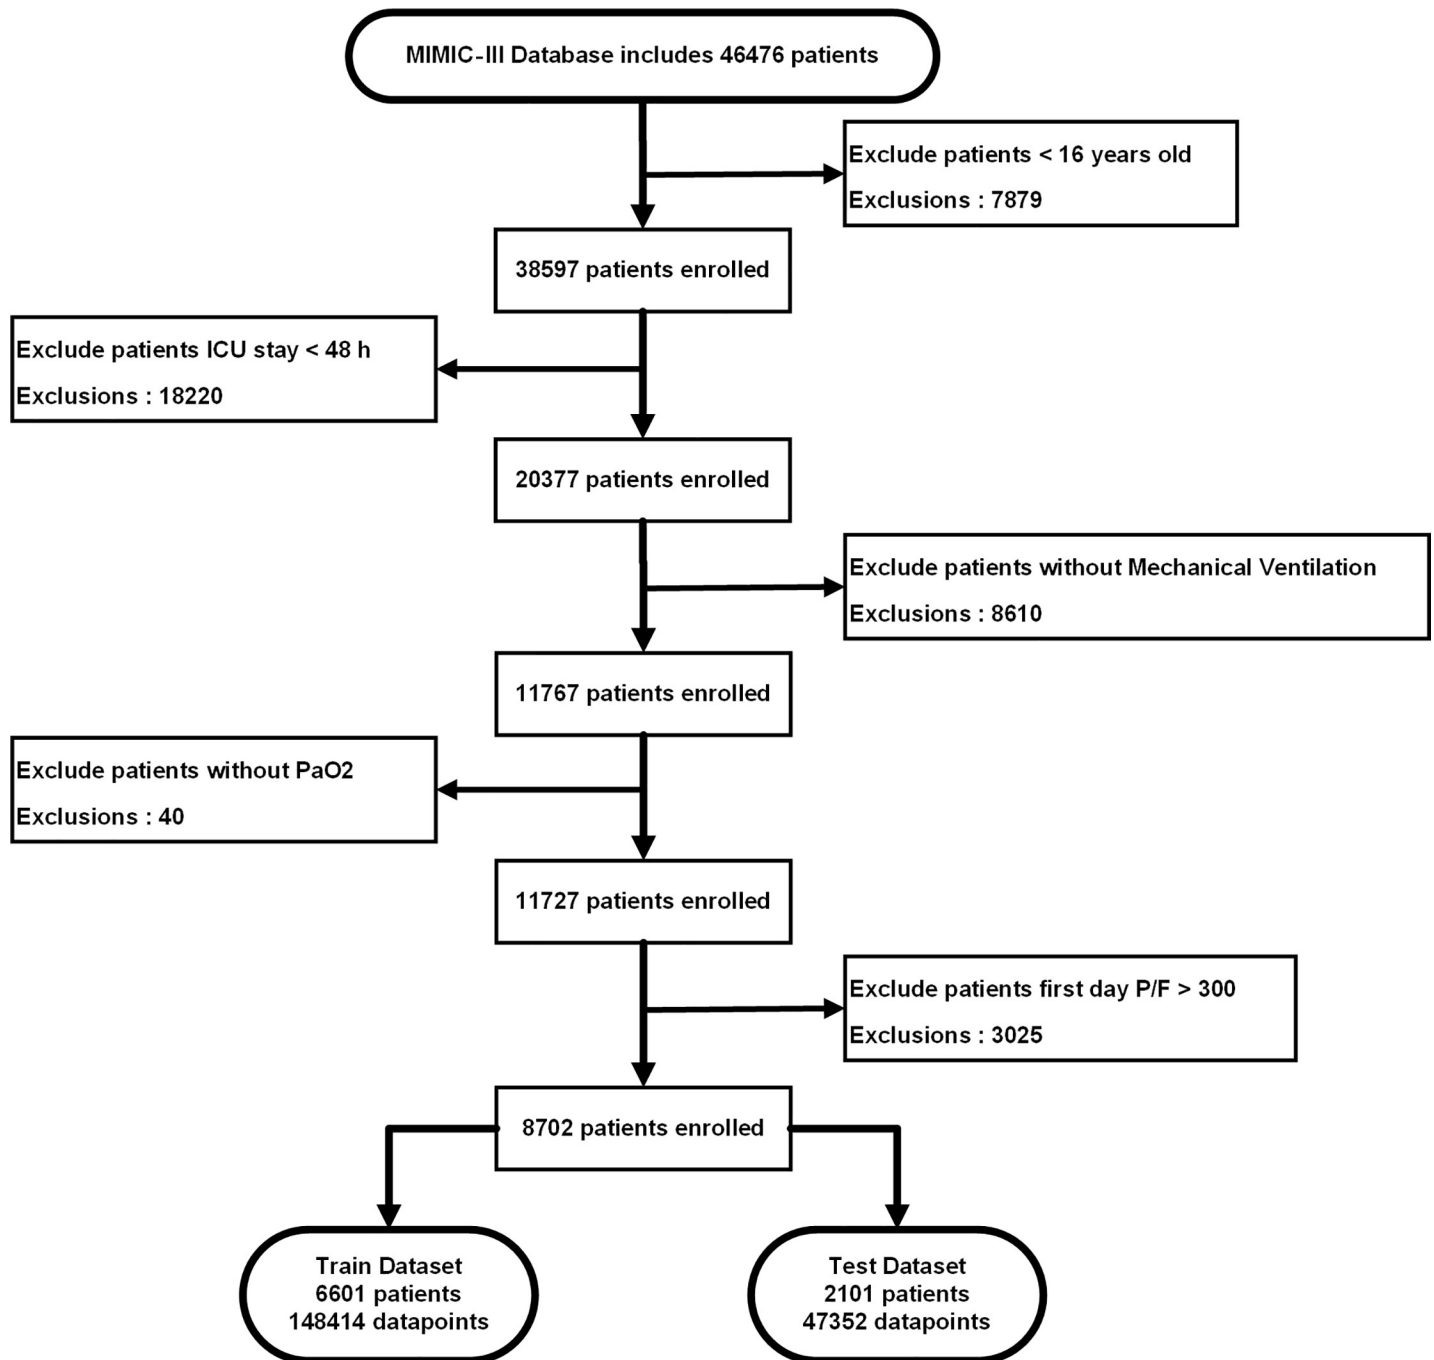 MIMIC-III Database includes 46476 patients
Exclude patients < 16 years old
Exclusions : 7879
38597 patients enrolled
Exclude patients ICU stay < 48 h
Exclusions : 18220
20377 patients enrolled
Exclude patients without Mechanical Ventilation
Exclusions : 8610
11767 patients enrolled
Exclude patients without PaO2
Exclusions : 40
11727 patients enrolled
Exclude patients first day P/F > 300
Exclusions : 3025
8702 patients enrolled
Train Dataset
6601 patients
148414 datapoints
Test Dataset
2101 patients
47352 datapoints